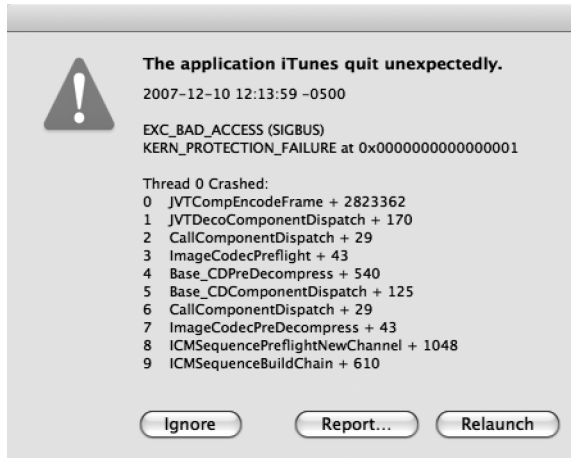 The application iTunes quit unexpectedly.
2007-12-10 12:13:59 -0500
EXC_BAD_ACCESS (SIGBUS)
KERN_PROTECTION_FAILURE at 0x0000000000000001
Thread 0 Crashed:
0 JVTCompEncodeFrame + 2823362
1 JVTDecoComponentDispatch + 170
2 CallComponentDispatch + 29
3 ImageCodecPreflight + 43
4 Base_CDPreDecompress + 540
5 Base_CDComponentDispatch + 125
6 CallComponentDispatch + 29
7 ImageCodecPreDecompress + 43
8 ICMSequencePreflightNewChannel + 1048
9 ICMSequenceBuildChain + 610
Ignore Report... Relaunch